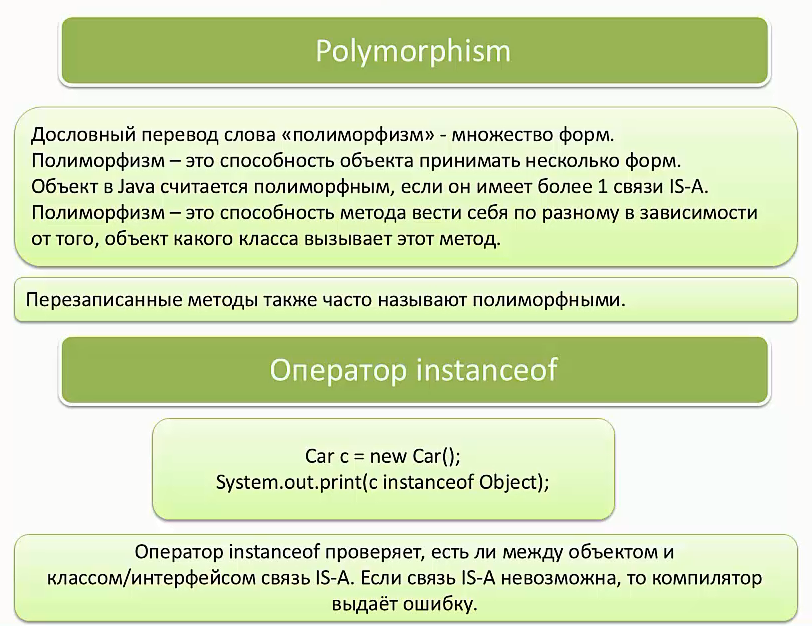 Polymorphism
Дословный перевод слова «полиморфизм» - множество форм.
Полиморфизм – это способность объекта принимать несколько форм.
Объект в Java считается полиморфным, если он имеет более 1 связи IS-A.
Полиморфизм – это способность метода вести себя по разному в зависимости
от того, объект какого класса вызывает этот метод.
Перезаписанные методы также часто называют полиморфными.
Оператор instanceof
Car c = new Car();
System.out.print(c instanceof Object);
Оператор instanceof проверяет, есть ли между объектом и
классом/интерфейсом связь IS-A. Если связь IS-A невозможна, то компилятор
выдаёт ошибку.